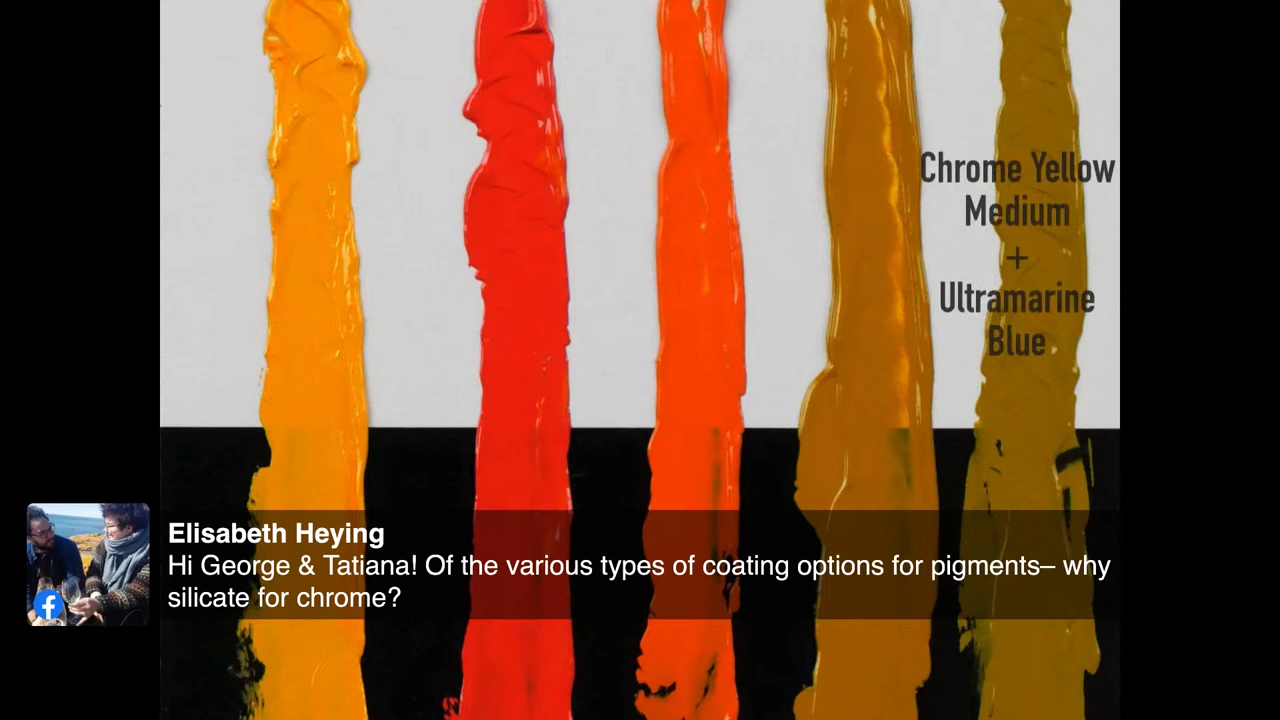 Chrome Yellow
Medium
+
Ultramarine
Blue
Elisabeth Heying
Hi George & Tatiana! Of the various types of coating options for pigments– why
silicate for chrome?